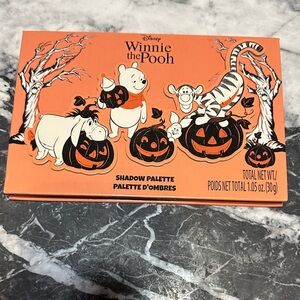 Disney
Winnie
the Pooh
SHADOW PALETTE
PALETTE D'OMBRES
TOTAL NET WT./
POIDS NET TOTAL 1.05 oz. (30g)